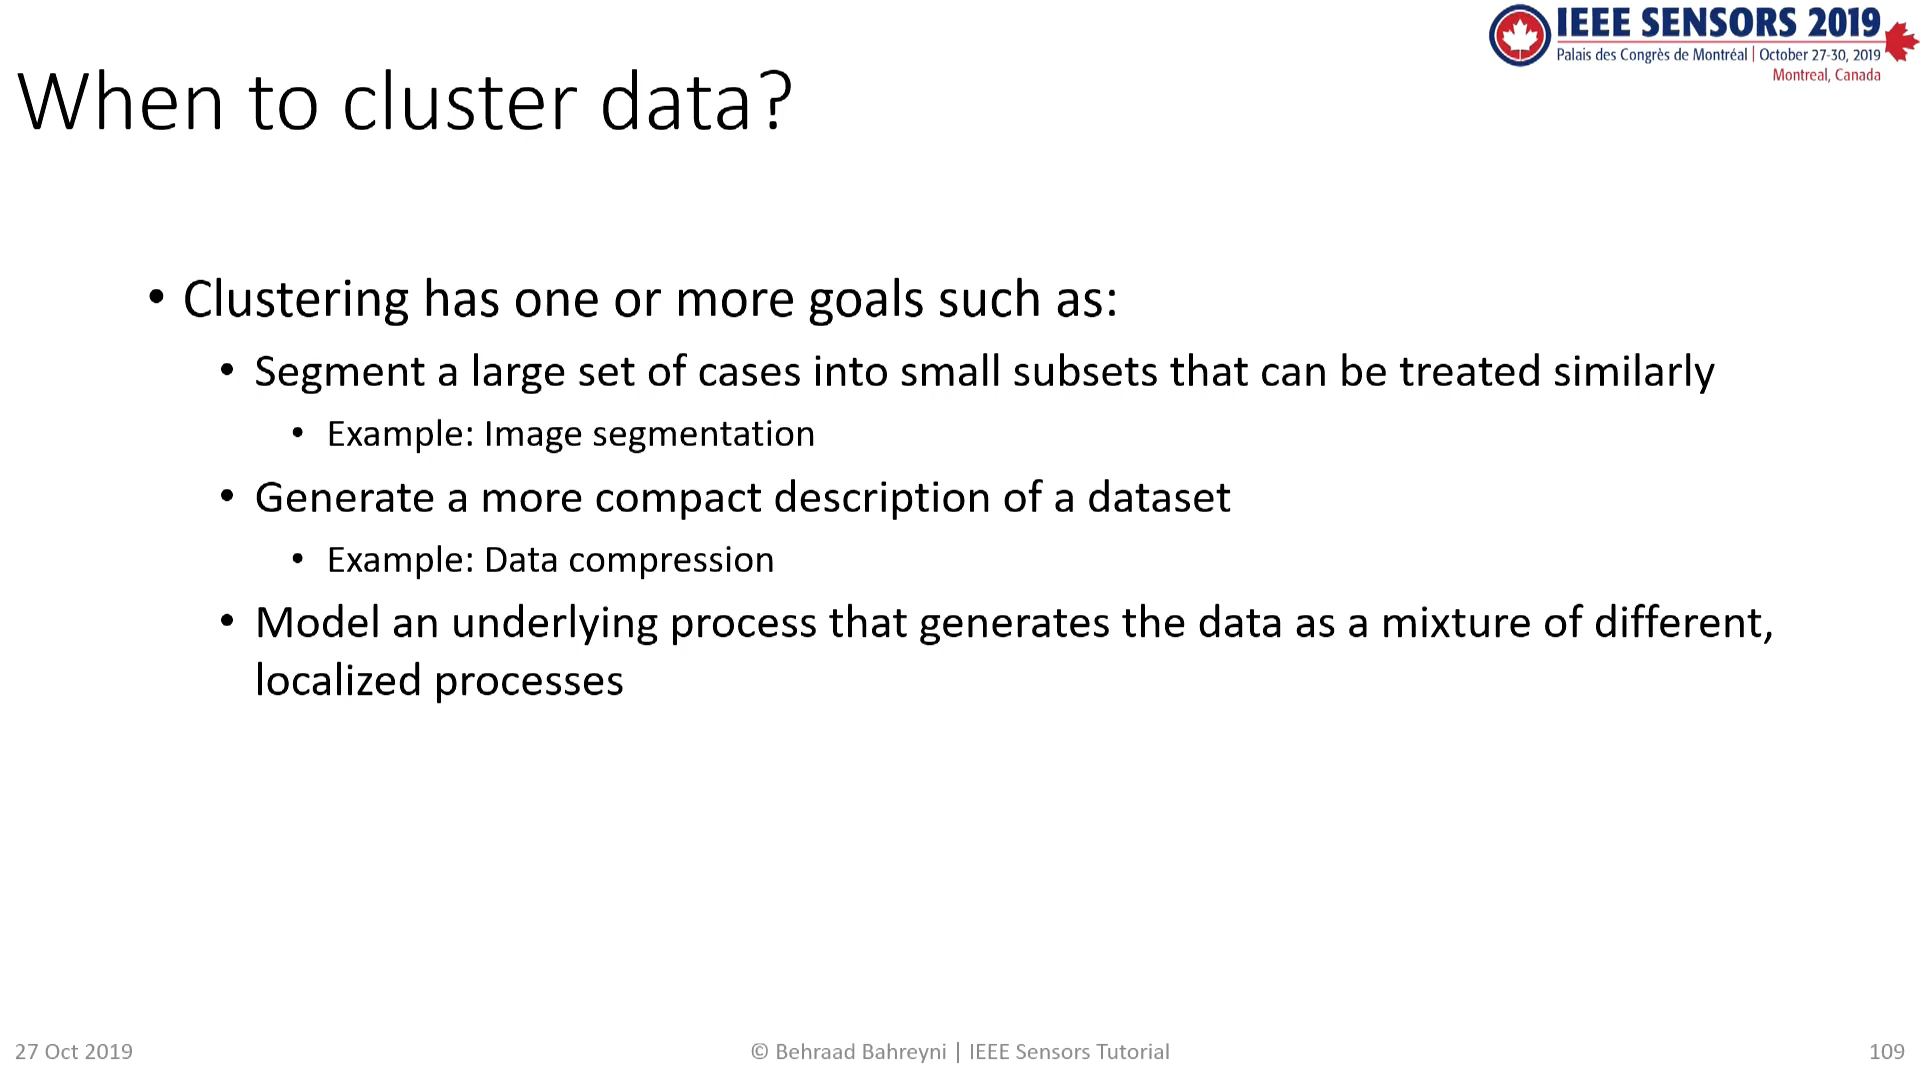 IEEE SENSORS 2019
Palais des Congrès de Montréal | October 27-30, 2019
Montreal, Canada
When to cluster data?
• Clustering has one or more goals such as:
• Segment a large set of cases into small subsets that can be treated similarly
• Example: Image segmentation
• Generate a more compact description of a dataset
• Example: Data compression
• Model an underlying process that generates the data as a mixture of different,
localized processes
27 Oct 2019
© Behraad Bahreyni | IEEE Sensors Tutorial
109